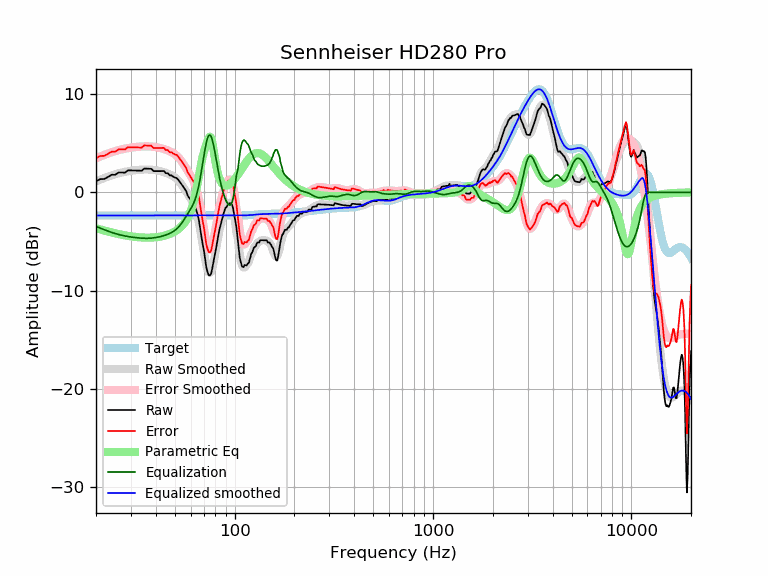 Sennheiser HD280 Pro
Amplitude (dBr)
10
0
−10
−20
−30
Target
Raw Smoothed
Error Smoothed
Raw
Error
Parametric Eq
Equalization
Equalized smoothed
100
1000
10000
Frequency (Hz)